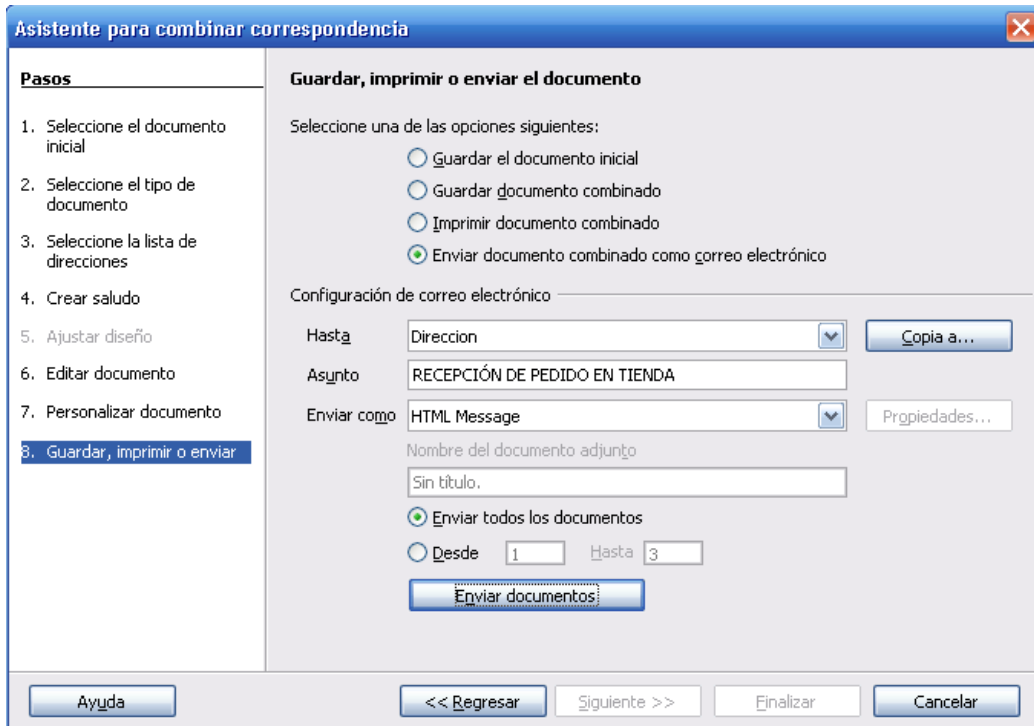 Asistente para combinar correspondencia
Pasos
1. Seleccione el documento
inicial
2. Seleccione el tipo de
documento
3. Seleccione la lista de
direcciones
4. Crear saludo
5. Ajustar diseño
6. Editar documento
7. Personalizar documento
8. Guardar, imprimir o enviar
Guardar, imprimir o enviar el documento
Seleccione una de las opciones siguientes:
Guardar el documento inicial
Guardar documento combinado
Imprimir documento combinado
Enviar documento combinado como correo electrónico
Configuración de correo electrónico
Hasta Direccion Copia a...
Asunto RECEPCIÓN DE PEDIDO EN TIENDA
Enviar como HTML Message Propiedades...
Nombre del documento adjunto
Sin título.
Enviar todos los documentos
Desde 1 Hasta 3
Enviar documentos
Ayuda << Regresar Siguiente >> Finalizar Cancelar